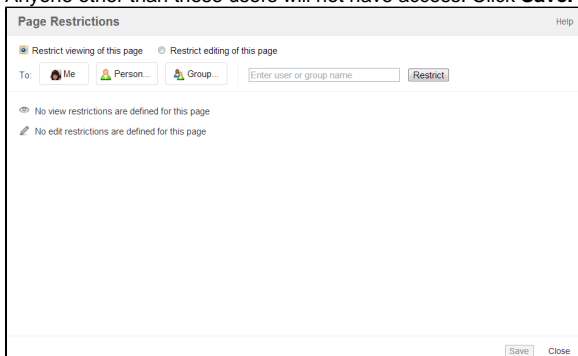 Anyone other than these users will not have access. Click Save.
Page Restrictions Help
Restrict viewing of this page Restrict editing of this page
To: Me Person... Group... Enter user or group name Restrict
No view restrictions are defined for this page
No edit restrictions are defined for this page
Save Close